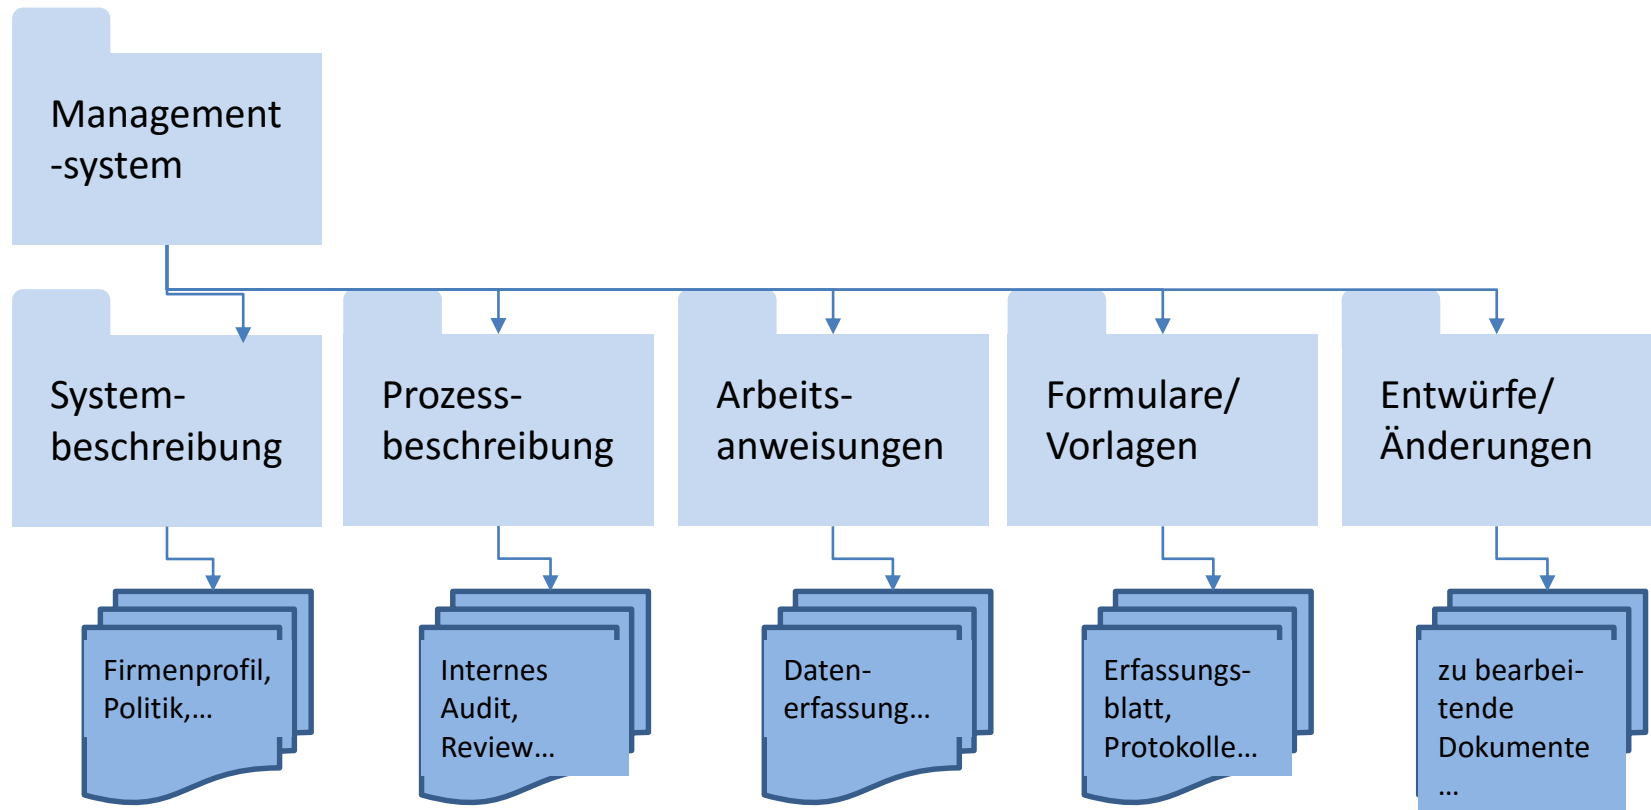 Management
-system
System-
beschreibung
Prozess-
beschreibung
Arbeits-
anweisungen
Formulare/
Vorlagen
Entwürfe/
Änderungen
Firmenprofil,
Politik,...
Internes
Audit,
Review...
Daten-
erfassung...
Erfassungs-
blatt,
Protokolle...
zu bearbei-
tende
Dokumente
...